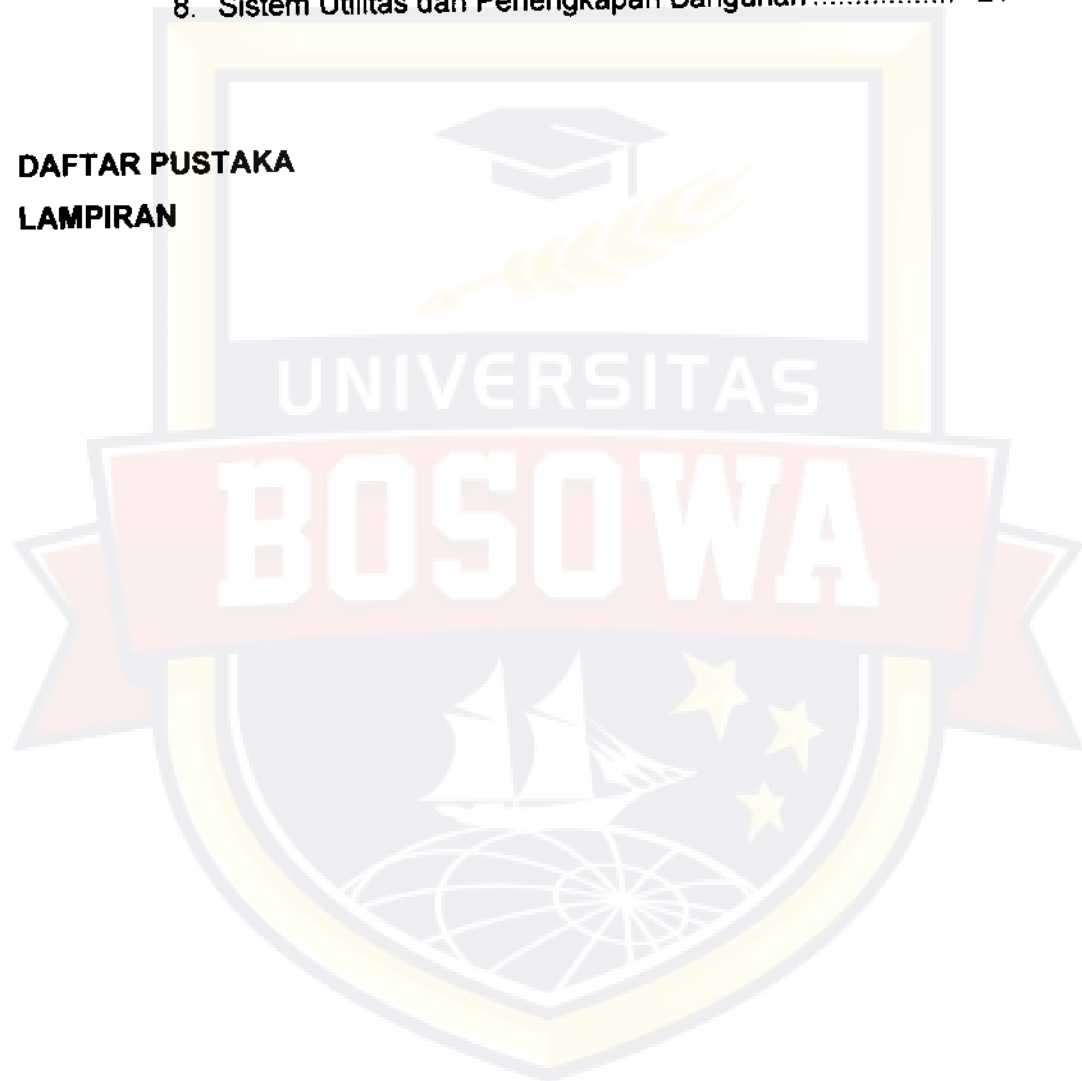 8. Sistem Utilitas dan Perlengkapan Bangunan
DAFTAR PUSTAKA
LAMPIRAN
UNIVERSITAS
BOSOWA